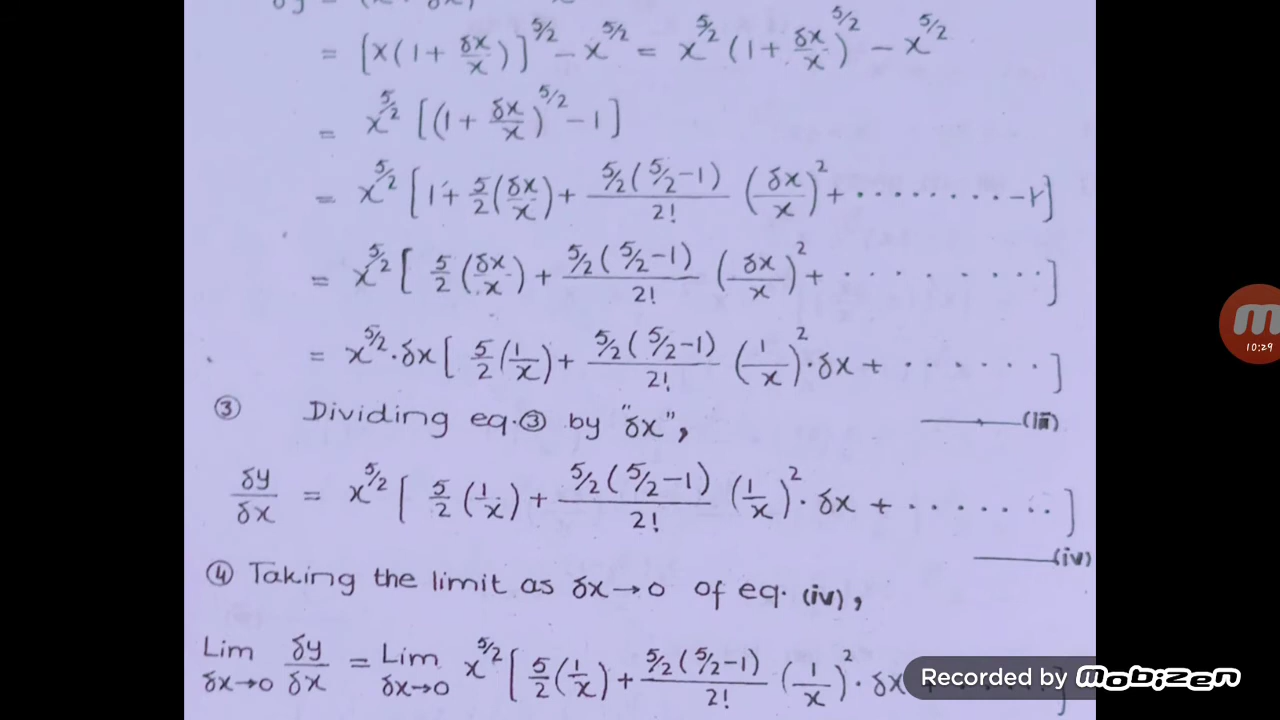 = [x(1 + δx/x)]^5/2 − x^5/2 = x^5/2 (1 + δx/x)^5/2 − x^5/2
= x^5/2 [(1 + δx/x)^5/2 − 1]
= x^5/2 [1 + 5/2 (δx/x) + 5/2(5/2−1)/2! (δx/x)^2 + ......... −1]
= x^5/2 [5/2 (δx/x) + 5/2(5/2−1)/2! (δx/x)^2 + ........]
= x^5/2 . δx [5/2 (1/x) + 5/2(5/2−1)/2! (1/x)^2 . δx + ......]
10:29
③ Dividing eq.③ by "δx", —(iii)
δy/δx = x^5/2 [5/2 (1/x) + 5/2(5/2−1)/2! (1/x)^2 . δx + .......]
—(iv)
④ Taking the limit as δx→0 of eq. (iv),
Lim δx→0 δy/δx = Lim δx→0 x^5/2 [5/2 (1/x) + 5/2(5/2−1)/2! (1/x)^2 . δx
Recorded by mobizen